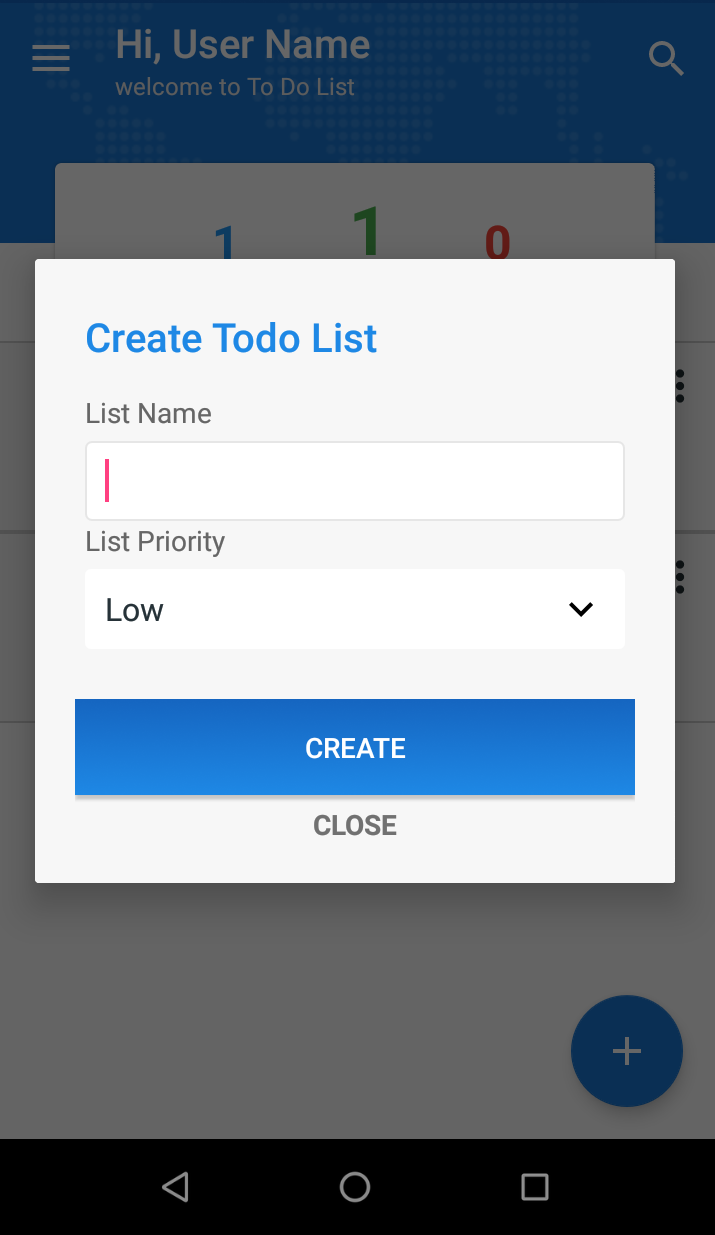 Hi, User Name
welcome to To Do List
1 1 0
Create Todo List
List Name
List Priority
Low
CREATE
CLOSE